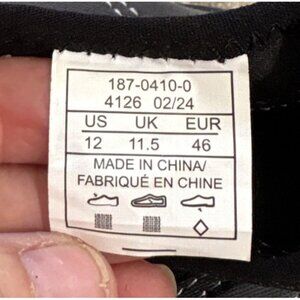 187-0410-0
4126 02/24
US UK EUR
12 11.5 46
MADE IN CHINA/
FABRIQUÉ EN CHINE